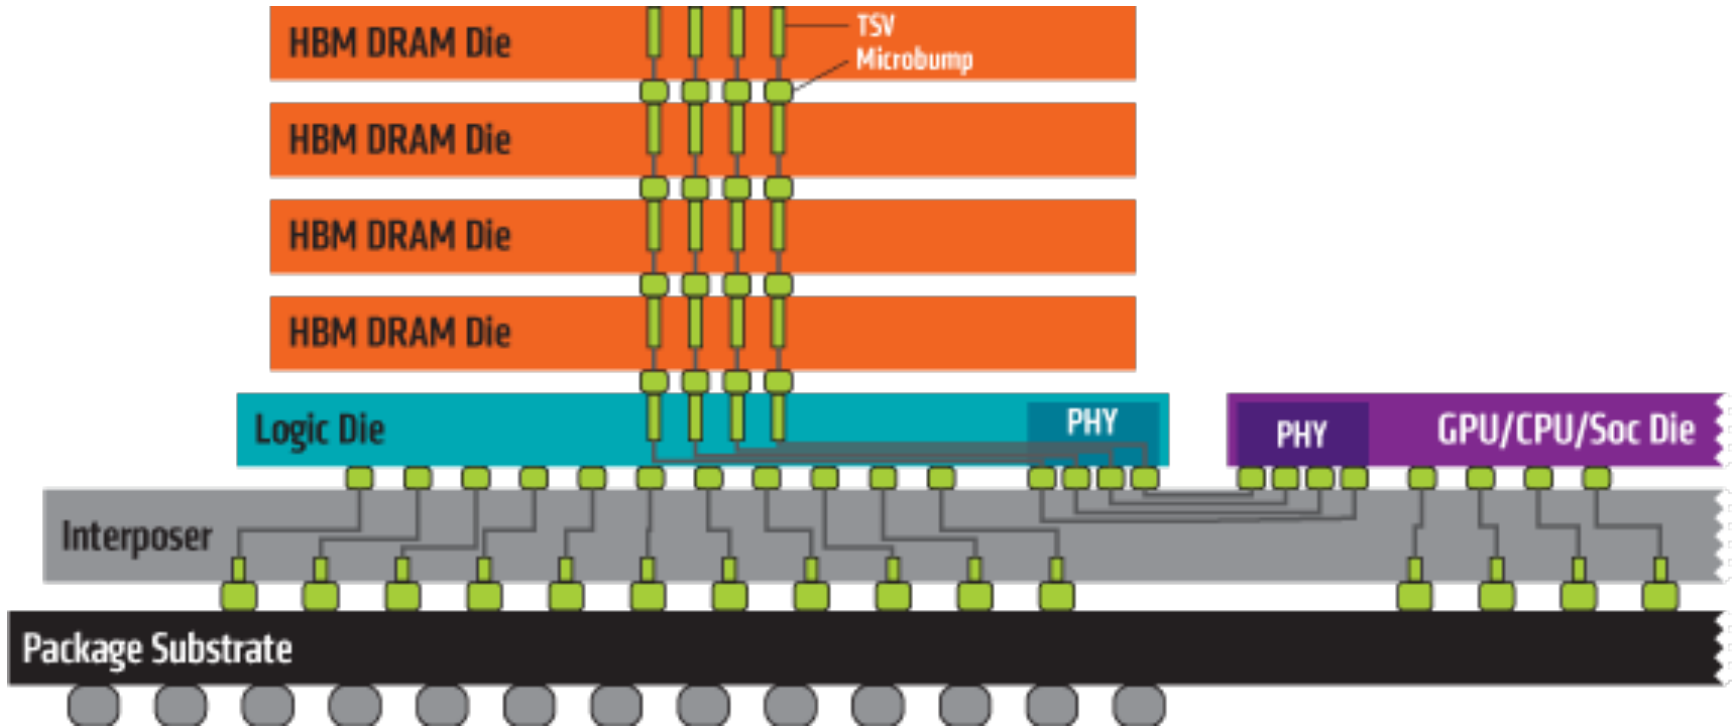 HBM DRAM Die
TSV
Microbump
HBM DRAM Die
HBM DRAM Die
HBM DRAM Die
Logic Die
PHY
PHY
GPU/CPU/Soc Die
Interposer
Package Substrate